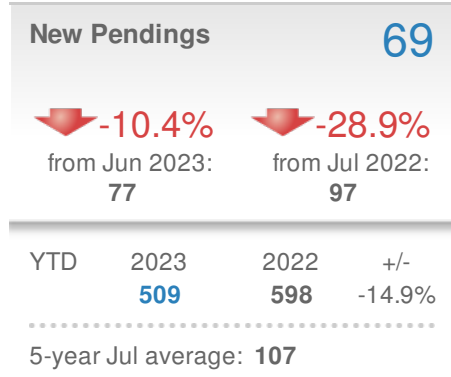 New Pendings 69
-10.4% -28.9%
from Jun 2023: from Jul 2022:
77 97
YTD 2023 2022 +/-
509 598 -14.9%
5-year Jul average: 107